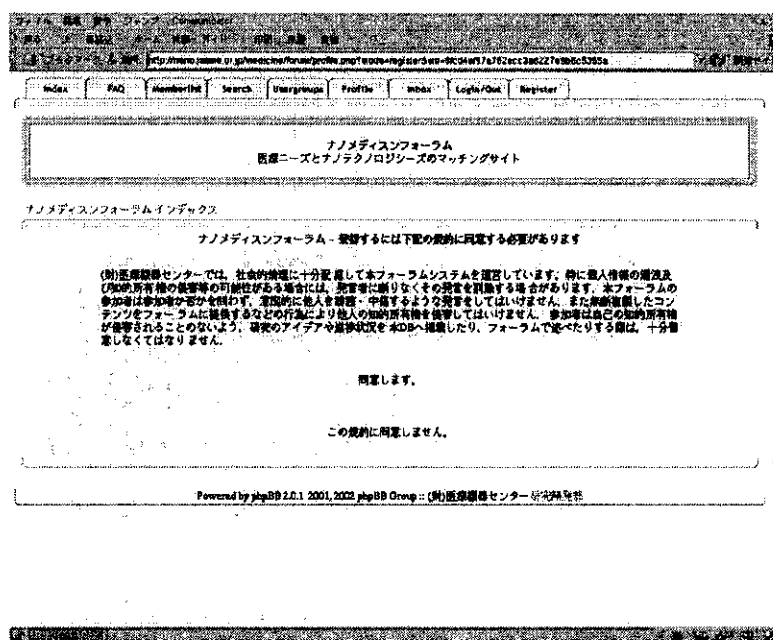 Index FAQ Memberlist Search Usergroups Profile Inbox Login/Out Register
ナノメディスンフォーラム
医療ニーズとナノテクノロジシーズのマッチングサイト
ナノメディスンフォーラムインデックス
ナノメディスンフォーラム - 登録するには下記の規約に同意する必要があります
(財)医療機器センターでは、社会的倫理に十分配慮して本フォーラムシステムを運営しています。特に個人情報の漏洩及
び知的所有権の侵害等の可能性がある場合には、発言者に断りなくその発言を削除する場合があります。本フォーラムの
参加者は参加者か否かを問わず、意図的に他人を誹謗・中傷するような発言をしてはいけません。また無断複製したコン
テンツをフォーラムに提供するなどの行為により他人の知的所有権を侵害してはいけません。参加者は自己の知的所有権
が侵害されることのないよう、研究のアイデアや進捗状況を本DBへ掲載したり、フォーラムで述べたりする際は、十分留
意しなくてはなりません。
同意します。
この規約に同意しません。
Powered by phpBB 2.0.1 2001, 2002 phpBB Group :: (財)医療機器センター 研究開発部